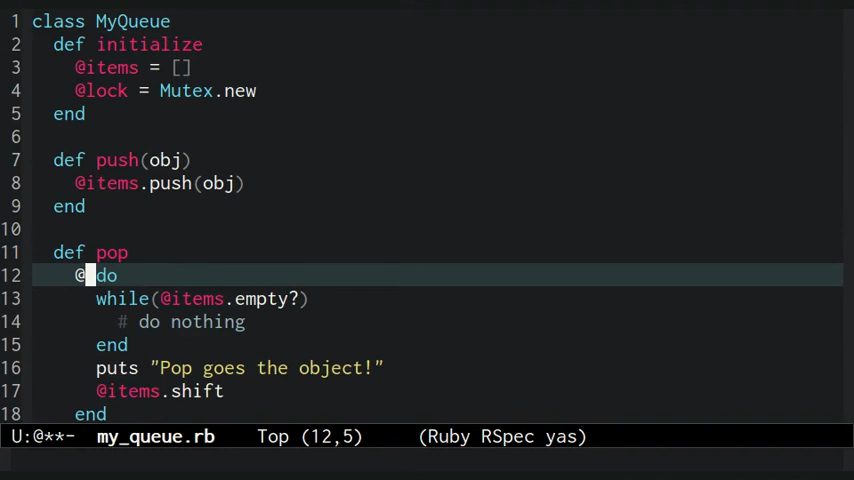 1 class MyQueue
2   def initialize
3     @items = []
4     @lock = Mutex.new
5   end
6
7   def push(obj)
8     @items.push(obj)
9   end
10
11   def pop
12     @ do
13       while(@items.empty?)
14         # do nothing
15       end
16       puts "Pop goes the object!"
17       @items.shift
18     end
U:@**-  my_queue.rb    Top (12,5)     (Ruby RSpec yas)